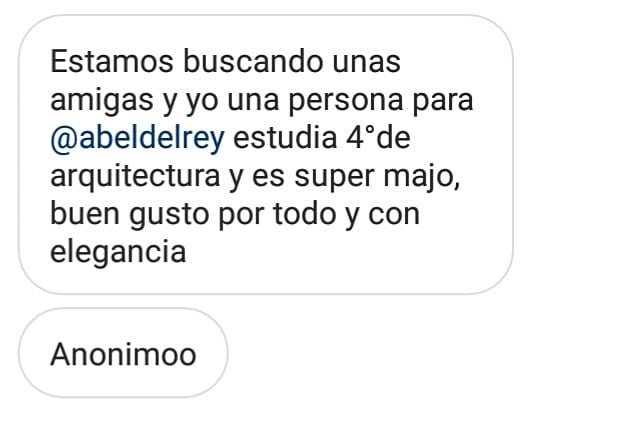 Estamos buscando unas
amigas y yo una persona para
@abeldelrey estudia 4°de
arquitectura y es super majo,
buen gusto por todo y con
elegancia
Anonimoo